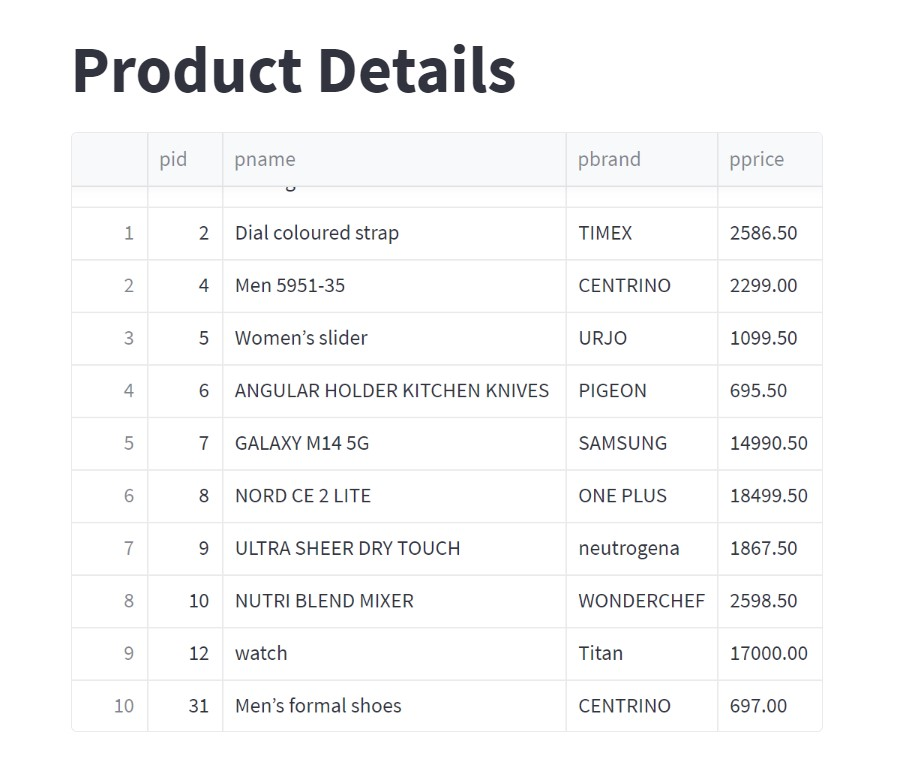 Product Details
pid pname pbrand pprice
1 2 Dial coloured strap TIMEX 2586.50
2 4 Men 5951-35 CENTRINO 2299.00
3 5 Women’s slider URJO 1099.50
4 6 ANGULAR HOLDER KITCHEN KNIVES PIGEON 695.50
5 7 GALAXY M14 5G SAMSUNG 14990.50
6 8 NORD CE 2 LITE ONE PLUS 18499.50
7 9 ULTRA SHEER DRY TOUCH neutrogena 1867.50
8 10 NUTRI BLEND MIXER WONDERCHEF 2598.50
9 12 watch Titan 17000.00
10 31 Men’s formal shoes CENTRINO 697.00